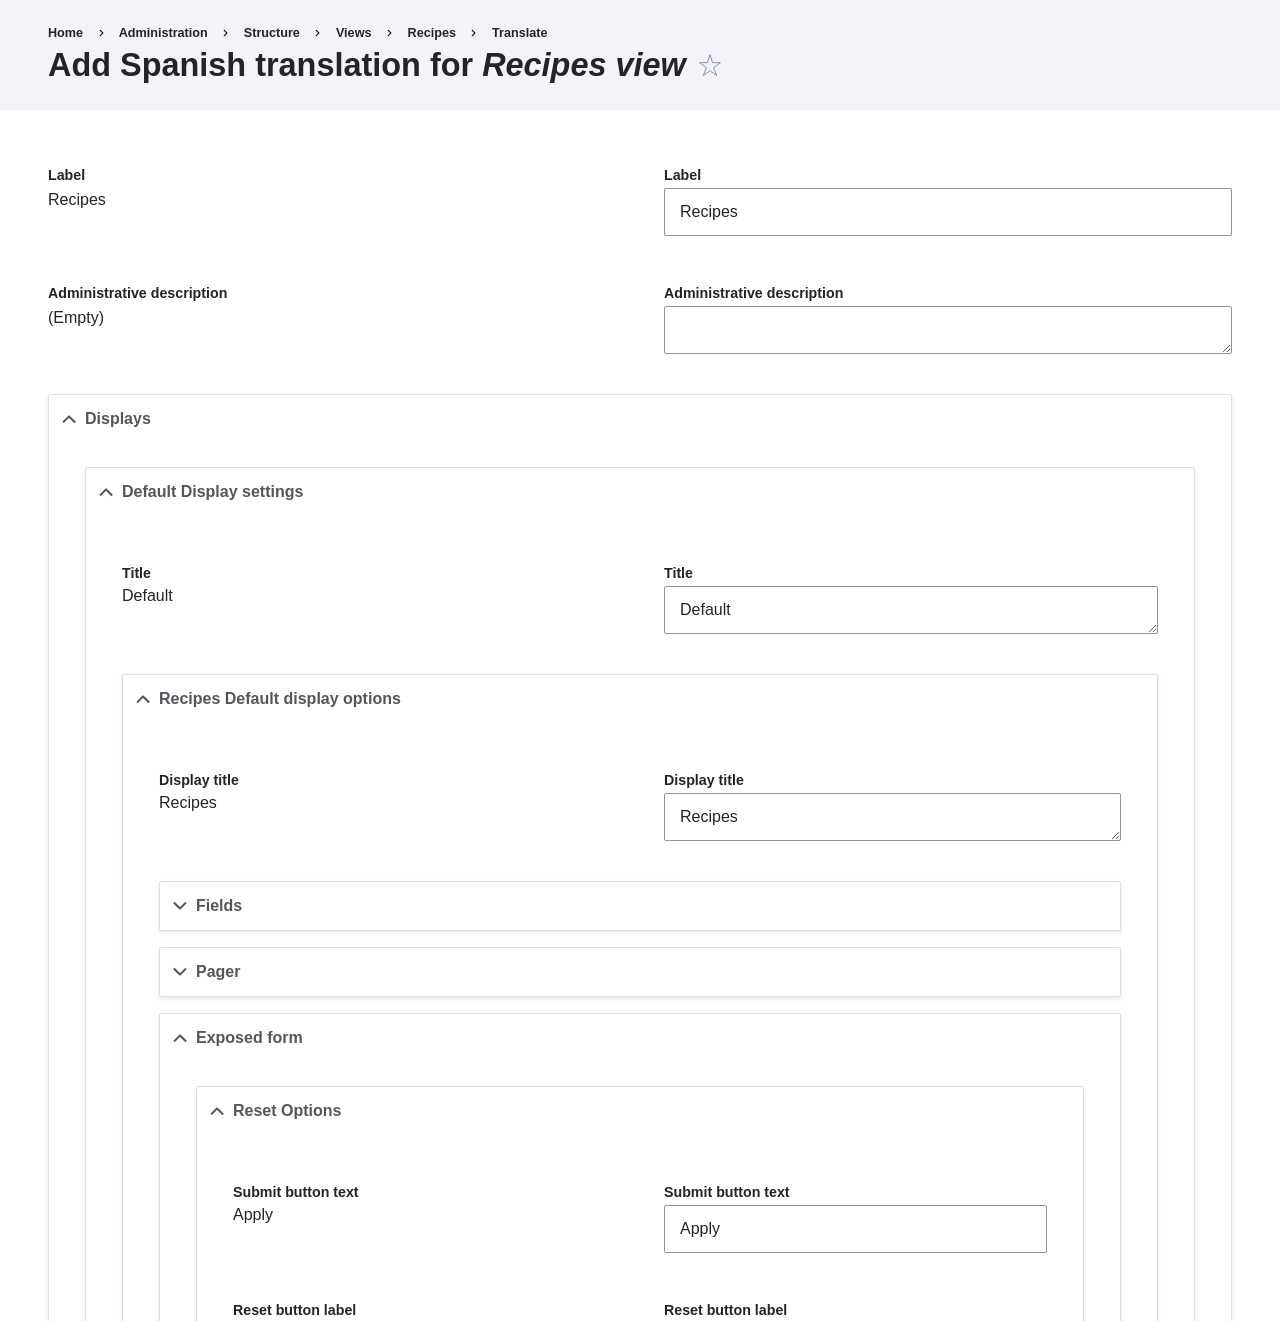 Home > Administration > Structure > Views > Recipes > Translate
Add Spanish translation for Recipes view ☆
Label
Recipes
Label
Recipes
Administrative description
(Empty)
Administrative description
Displays
Default Display settings
Title
Default
Title
Default
Recipes Default display options
Display title
Recipes
Display title
Recipes
Fields
Pager
Exposed form
Reset Options
Submit button text
Apply
Submit button text
Apply
Reset button label
Reset button label